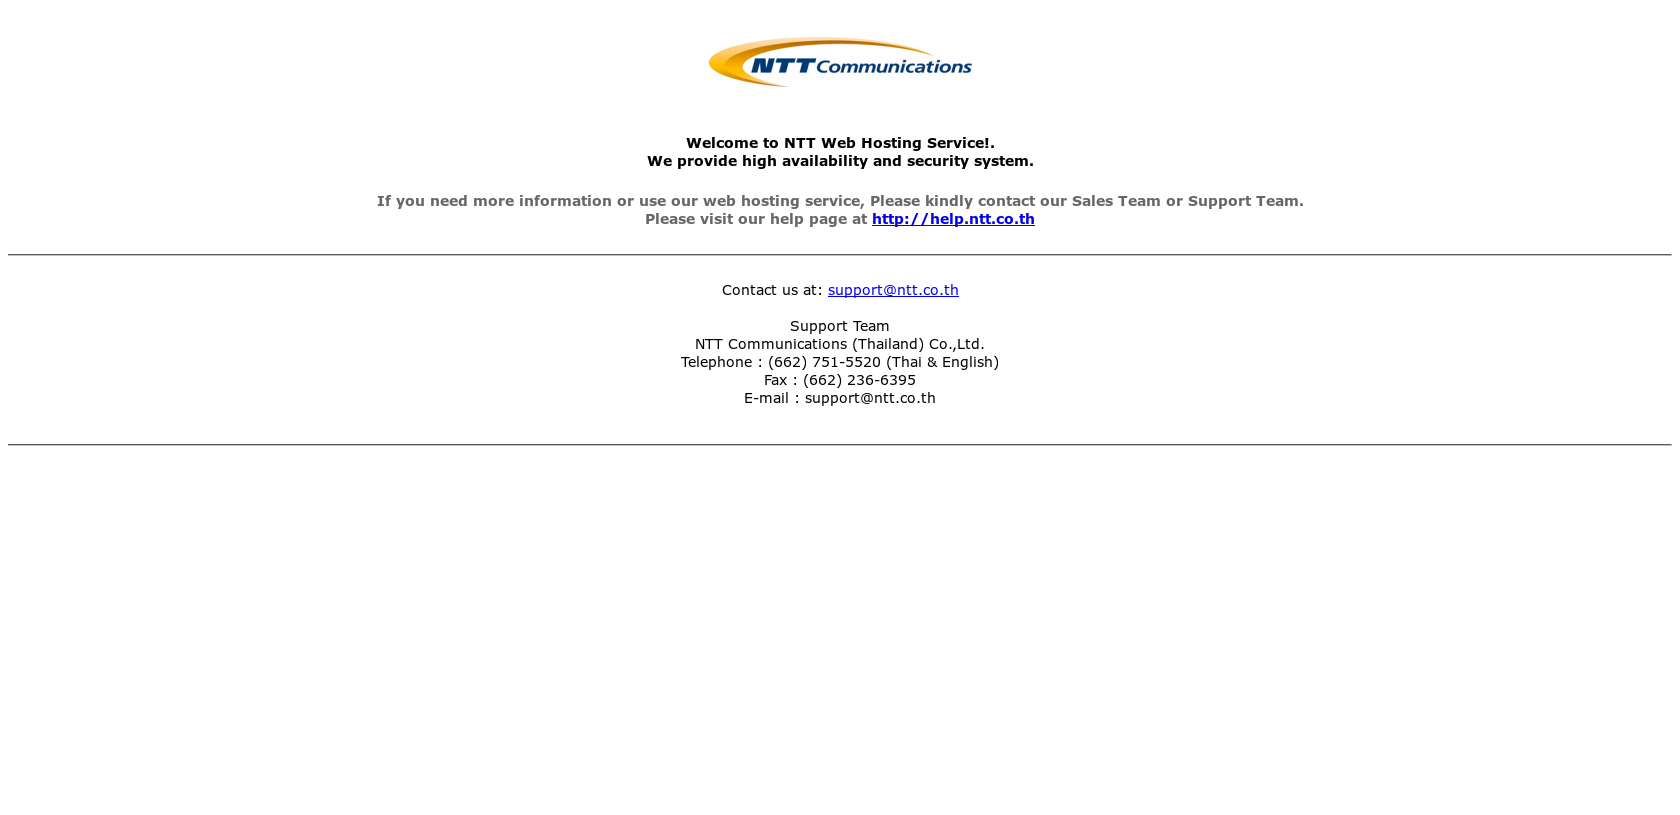 NTT Communications
Welcome to NTT Web Hosting Service!.
We provide high availability and security system.
If you need more information or use our web hosting service, Please kindly contact our Sales Team or Support Team.
Please visit our help page at http://help.ntt.co.th
Contact us at: support@ntt.co.th
Support Team
NTT Communications (Thailand) Co.,Ltd.
Telephone : (662) 751-5520 (Thai & English)
Fax : (662) 236-6395
E-mail : support@ntt.co.th